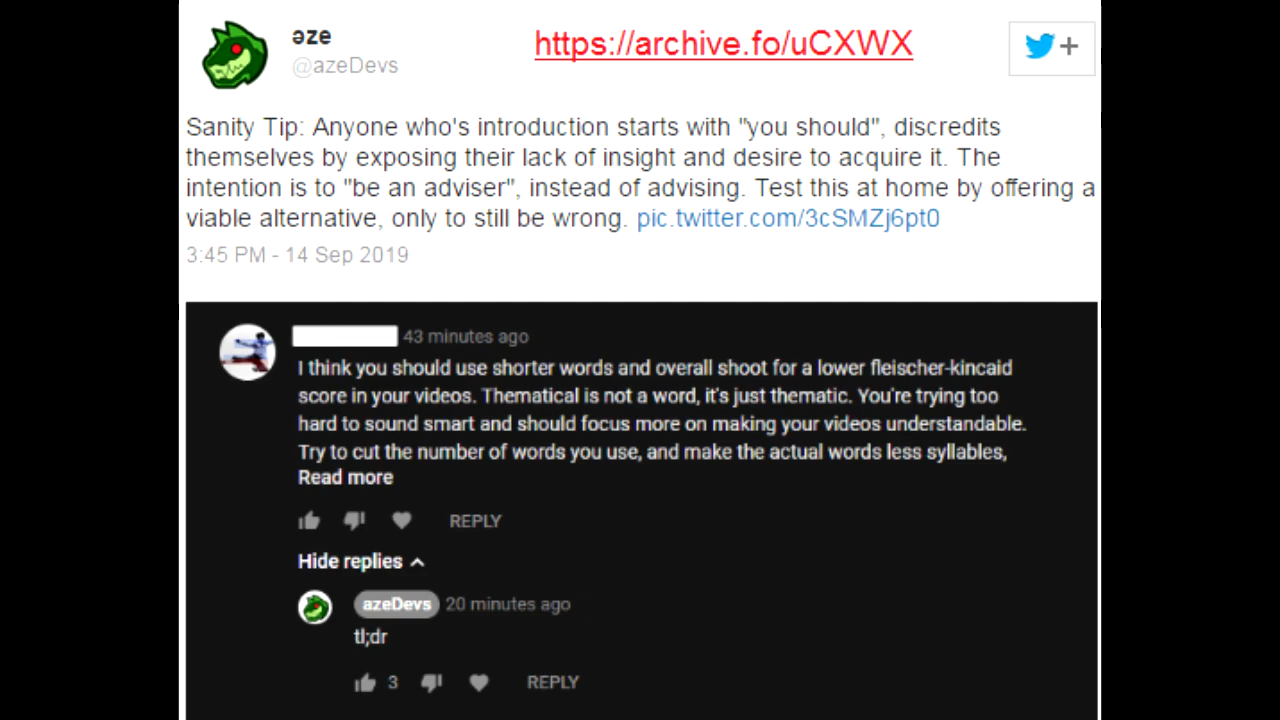 əze
@azeDevs
https://archive.fo/uCXWX
+
Sanity Tip: Anyone who's introduction starts with "you should", discredits
themselves by exposing their lack of insight and desire to acquire it. The
intention is to "be an adviser", instead of advising. Test this at home by offering a
viable alternative, only to still be wrong. pic.twitter.com/3cSMZj6pt0
3:45 PM - 14 Sep 2019
43 minutes ago
I think you should use shorter words and overall shoot for a lower fleischer-kincaid
score in your videos. Thematical is not a word, it's just thematic. You're trying too
hard to sound smart and should focus more on making your videos understandable.
Try to cut the number of words you use, and make the actual words less syllables,
Read more
REPLY
Hide replies
azeDevs 20 minutes ago
tl;dr
3 REPLY